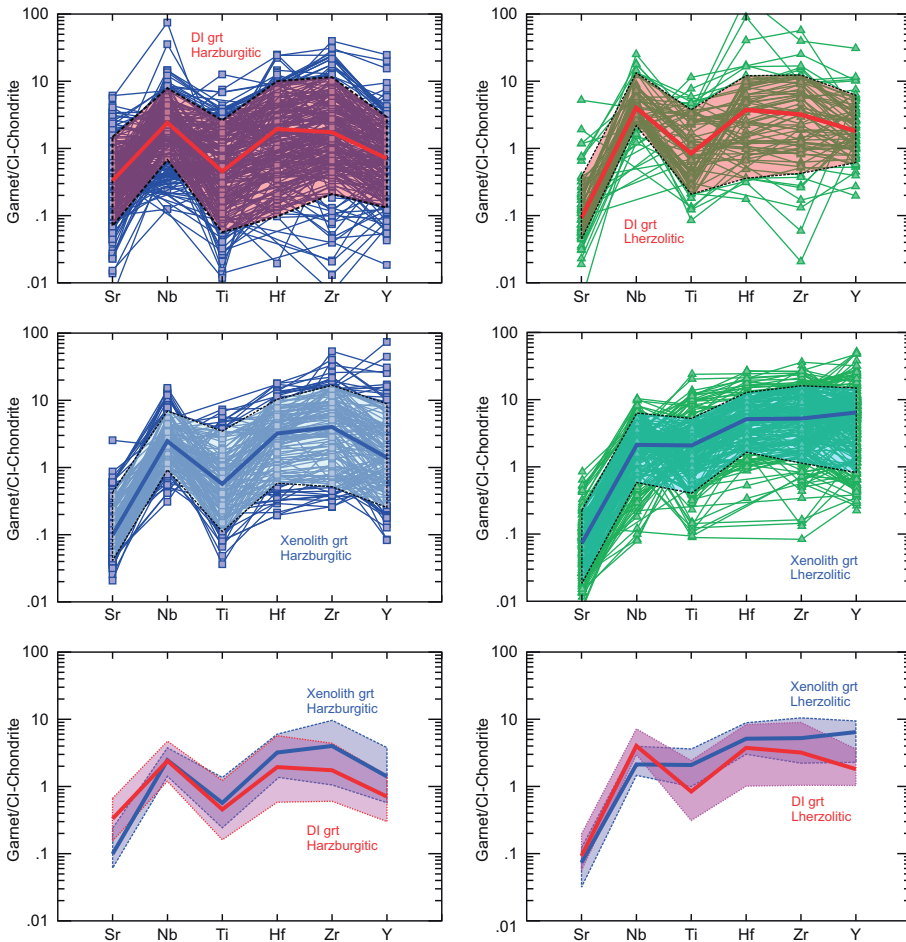 Garnet/CI-Chondrite
100
10
1
.1
.01
DI grt
Harzburgitic
Sr Nb Ti Hf Zr Y
Garnet/CI-Chondrite
100
10
1
.1
.01
DI grt
Lherzolitic
Sr Nb Ti Hf Zr Y
Garnet/CI-Chondrite
100
10
1
.1
.01
Xenolith grt
Harzburgitic
Sr Nb Ti Hf Zr Y
Garnet/CI-Chondrite
100
10
1
.1
.01
Xenolith grt
Lherzolitic
Sr Nb Ti Hf Zr Y
Garnet/CI-Chondrite
100
10
1
.1
.01
Xenolith grt
Harzburgitic
DI grt
Harzburgitic
Sr Nb Ti Hf Zr Y
Garnet/CI-Chondrite
100
10
1
.1
.01
Xenolith grt
Lherzolitic
DI grt
Lherzolitic
Sr Nb Ti Hf Zr Y